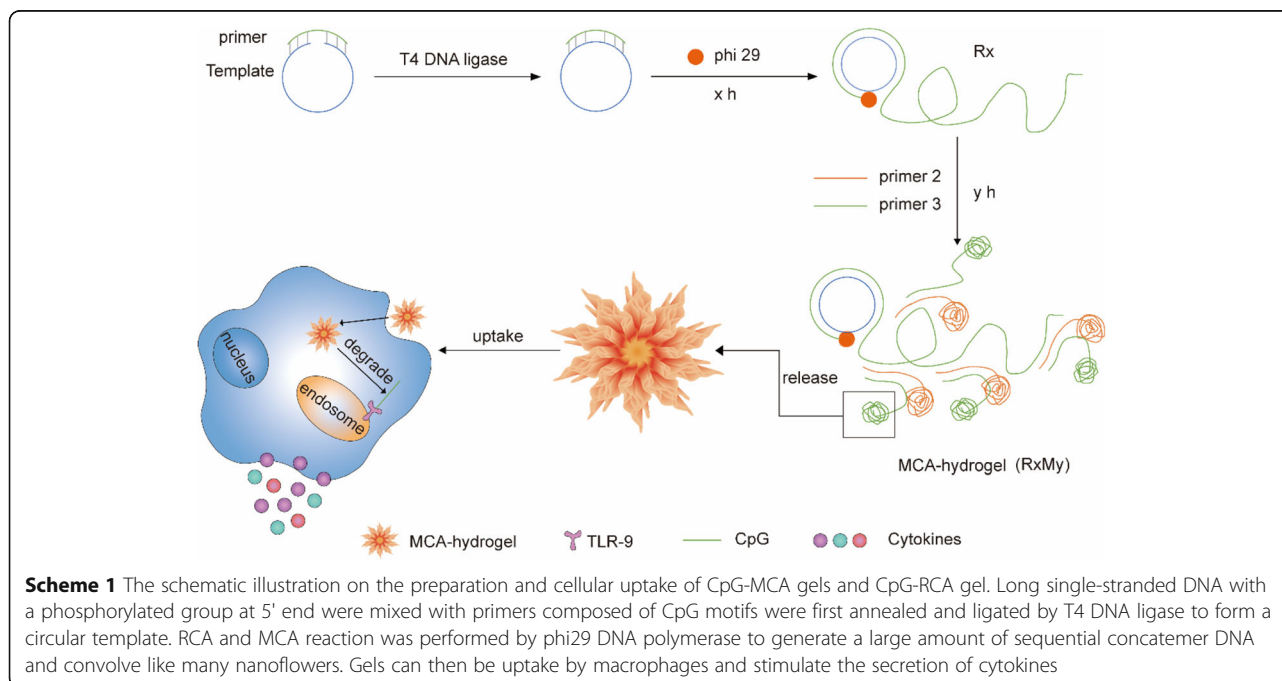 primer
Template
T4 DNA ligase
phi 29
x h
Rx
primer 2
primer 3
y h
release
MCA-hydrogel (RxMy)
uptake
nucleus
degrade
endosome
MCA-hydrogel
TLR-9
CpG
Cytokines
Scheme 1 The schematic illustration on the preparation and cellular uptake of CpG-MCA gels and CpG-RCA gel. Long single-stranded DNA with
a phosphorylated group at 5' end were mixed with primers composed of CpG motifs were first annealed and ligated by T4 DNA ligase to form a
circular template. RCA and MCA reaction was performed by phi29 DNA polymerase to generate a large amount of sequential concatemer DNA
and convolve like many nanoflowers. Gels can then be uptake by macrophages and stimulate the secretion of cytokines